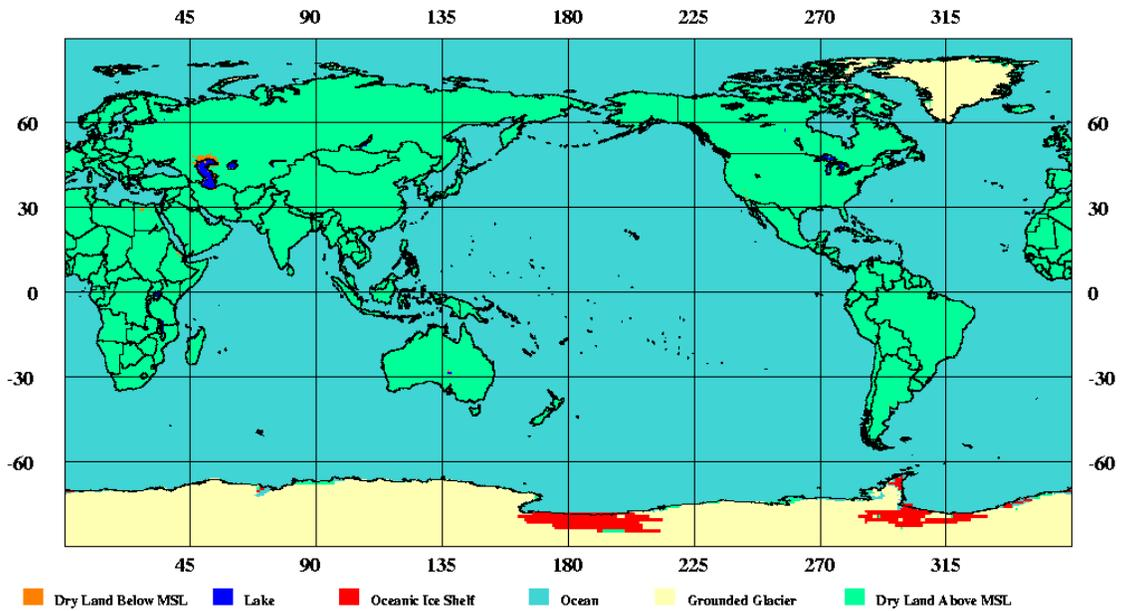 45 90 135 180 225 270 315
60 60
30 30
0 0
-30 -30
-60 -60
45 90 135 180 225 270 315
Dry Land Below MSL Lake Oceanic Ice Shelf Ocean Grounded Glacier Dry Land Above MSL